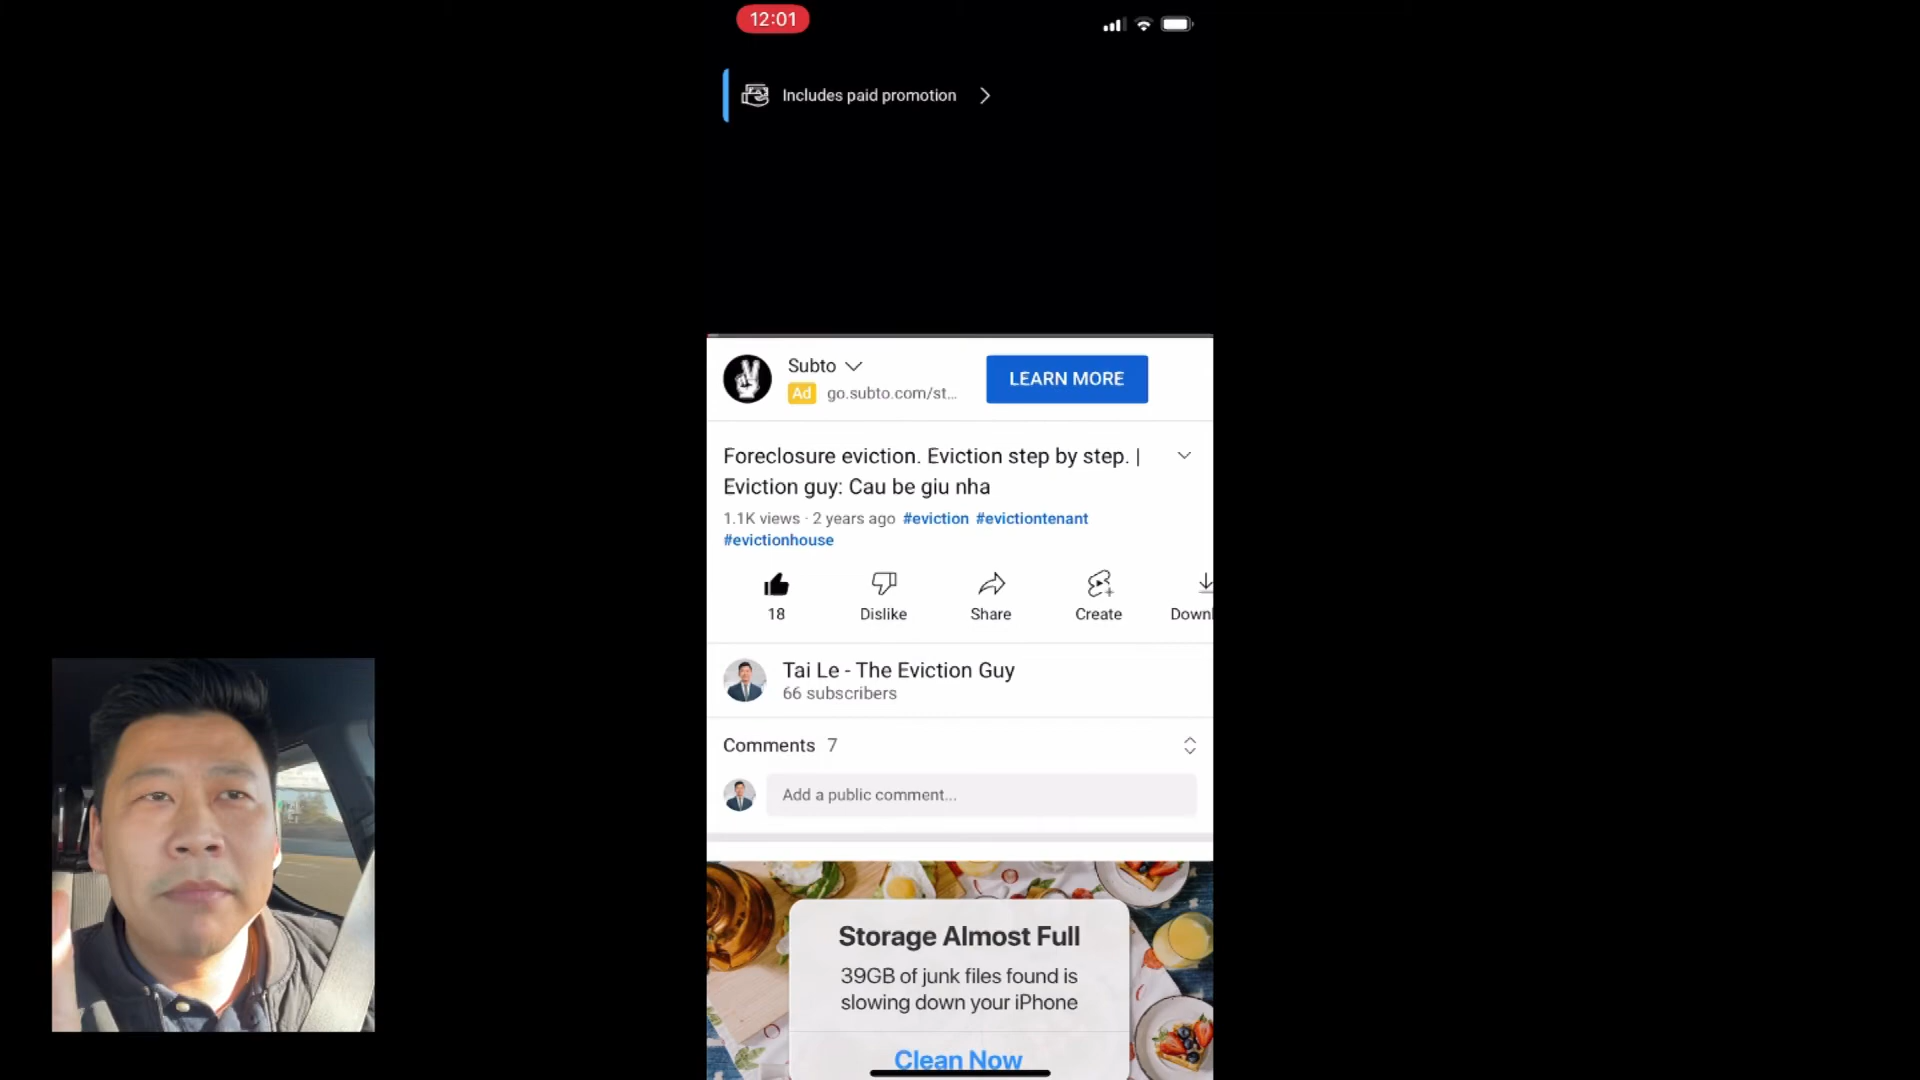 12:01
Includes paid promotion
Subto
LEARN MORE
Ad go.subto.com/st...
Foreclosure eviction. Eviction step by step. |
Eviction guy: Cau be giu nha
1.1K views · 2 years ago #eviction #evictiontenant
#evictionhouse
18 Dislike Share Create Downl
Tai Le - The Eviction Guy
66 subscribers
Comments 7
Add a public comment...
Storage Almost Full
39GB of junk files found is
slowing down your iPhone
Clean Now